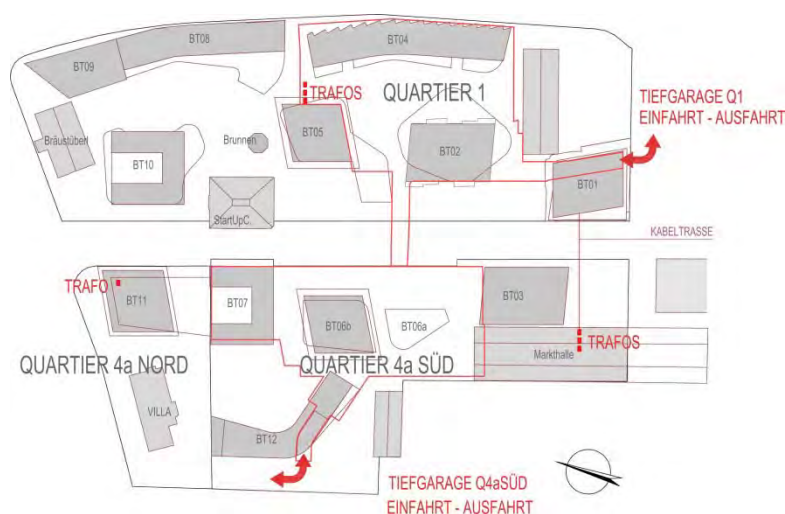 BT08
BT04
BT09
TRAFOS
QUARTIER 1
TIEFGARAGE Q1
EINFAHRT - AUSFAHRT
Bräustüberl
Brunnen
BT05
BT02
BT10
BT01
StartUpC.
KABELTRASSE
TRAFO
BT11
BT07
BT06b
BT06a
BT03
TRAFOS
Markthalle
QUARTIER 4a NORD
QUARTIER 4a SÜD
VILLA
BT12
TIEFGARAGE Q4aSÜD
EINFAHRT - AUSFAHRT